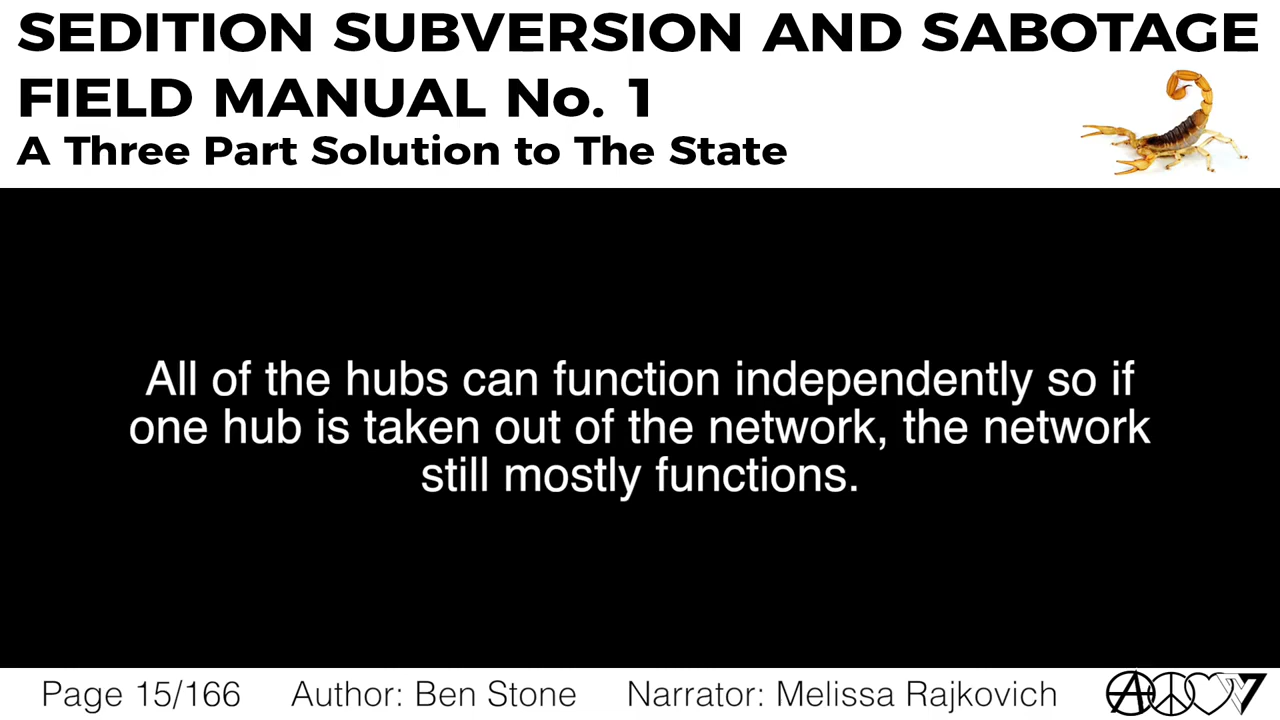 SEDITION SUBVERSION AND SABOTAGE
FIELD MANUAL No. 1
A Three Part Solution to The State
All of the hubs can function independently so if
one hub is taken out of the network, the network
still mostly functions.
Page 15/166 Author: Ben Stone Narrator: Melissa Rajkovich